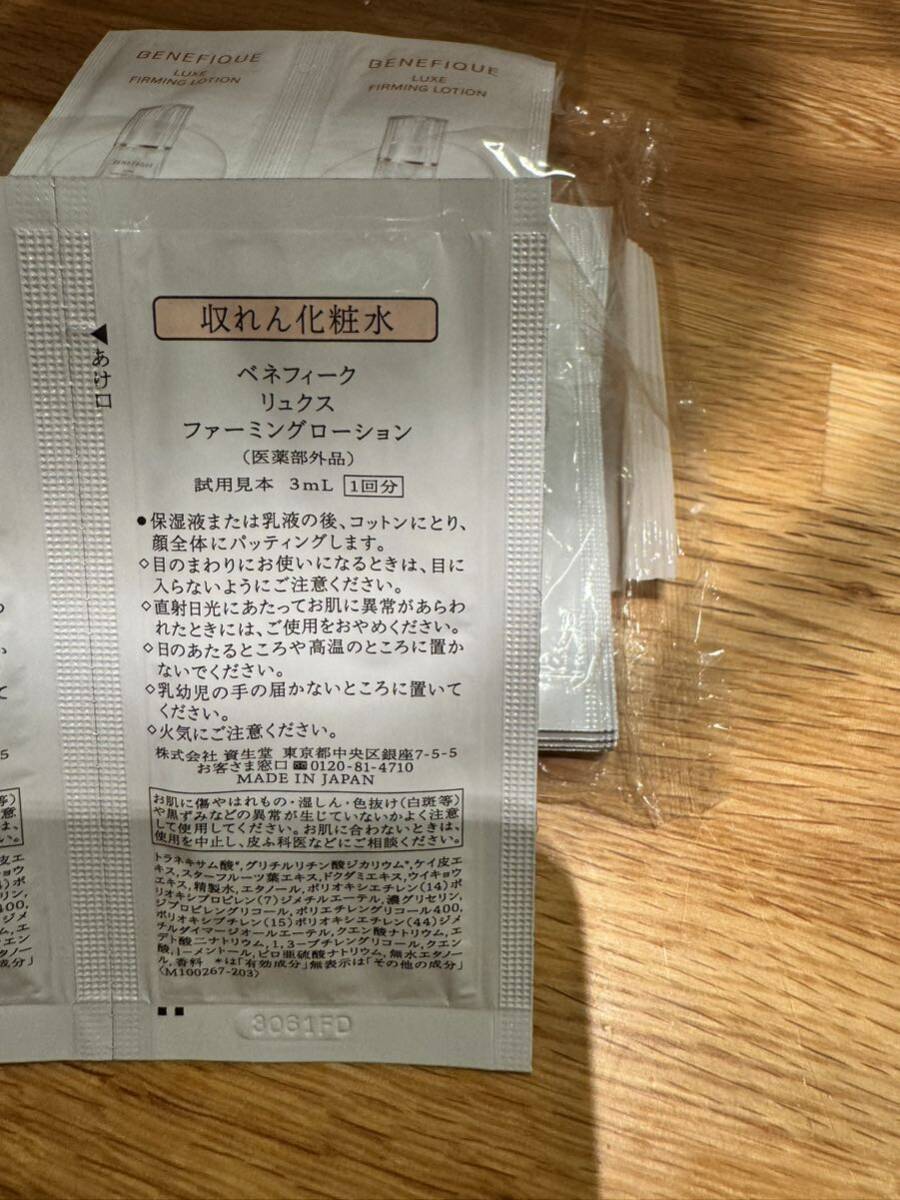 BENEFIQUE
LUXE
FIRMING LOTION
BENEFIQUE
LUXE
FIRMING LOTION
収れん化粧水
◀あけ口
ベネフィーク
リュクス
ファーミングローション
（医薬部外品）
試用見本 3mL 1回分
●保湿液または乳液の後、コットンにとり、
顔全体にパッティングします。
◇目のまわりにお使いになるときは、目に
入らないようにご注意ください。
◇直射日光にあたってお肌に異常があらわ
れたときには、ご使用をおやめください。
◇日のあたるところや高温のところに置か
ないでください。
◇乳幼児の手の届かないところに置いて
ください。
◇火気にご注意ください。
株式会社 資生堂 東京都中央区銀座7-5-5
お客さま窓口 0120-81-4710
MADE IN JAPAN
お肌に傷やはれもの・湿しん・色抜け（白斑等）
や黒ずみなどの異常が生じていないかよく注意
して使用してください。お肌に合わないときは、
使用を中止し、皮ふ科医などにご相談ください。
トラネキサム酸*，グリチルリチン酸ジカリウム*，ケイ皮エ
キス，スターフルーツ葉エキス，ドクダミエキス，ウイキョウ
エキス，精製水，エタノール，ポリオキシエチレン（14）ポ
リオキシプロピレン（7）ジメチルエーテル，濃グリセリン，
ジプロピレングリコール，ポリエチレングリコール400，
ポリオキシブチレン（15）ポリオキシエチレン（44）ジメ
チルダイマージオールエーテル，クエン酸ナトリウム，エ
デト酸二ナトリウム，1，3-ブチレングリコール，クエン
酸，l-メントール，ピロ亜硫酸ナトリウム，無水エタノー
ル，香料 *は「有効成分」無表示は「その他の成分」
〈M100267-203〉
3061FD